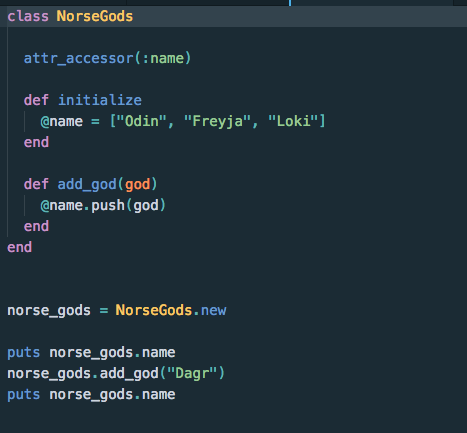 class NorseGods
attr_accessor(:name)
def initialize
@name = ["Odin", "Freyja", "Loki"]
end
def add_god(god)
@name.push(god)
end
end
norse_gods = NorseGods.new
puts norse_gods.name
norse_gods.add_god("Dagr")
puts norse_gods.name